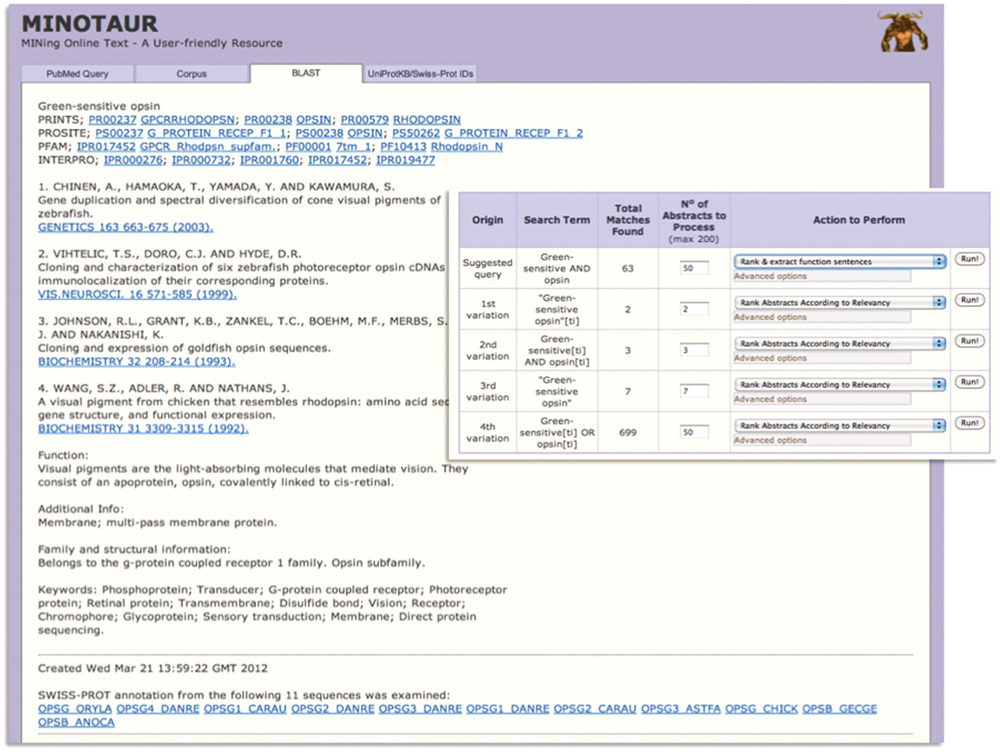 MINOTAUR
MINing Online Text - A User-friendly Resource
PubMed Query
Corpus
BLAST
UniProtKB/Swiss-Prot IDs
Green-sensitive opsin
PRINTS; PR00237 GPCRRHODOPSN; PR00238 OPSIN; PR00579 RHODOPSIN
PROSITE; PS00237 G_PROTEIN_RECEP_F1_1; PS00238 OPSIN; PS50262 G_PROTEIN_RECEP_F1_2
PFAM; IPR017452 GPCR_Rhodpsn_supfam.; PF00001 7tm_1; PF10413 Rhodopsin_N
INTERPRO; IPR000276; IPR000732; IPR001760; IPR017452; IPR019477
1. CHINEN, A., HAMAOKA, T., YAMADA, Y. AND KAWAMURA, S.
Gene duplication and spectral diversification of cone visual pigments of
zebrafish.
GENETICS 163 663-675 (2003).
2. VIHTELIC, T.S., DORO, C.J. AND HYDE, D.R.
Cloning and characterization of six zebrafish photoreceptor opsin cDNAs
immunolocalization of their corresponding proteins.
VIS.NEUROSCI. 16 571-585 (1999).
3. JOHNSON, R.L., GRANT, K.B., ZANKEL, T.C., BOEHM, M.F., MERBS, S.
J. AND NAKANISHI, K.
Cloning and expression of goldfish opsin sequences.
BIOCHEMISTRY 32 208-214 (1993).
4. WANG, S.Z., ADLER, R. AND NATHANS, J.
A visual pigment from chicken that resembles rhodopsin: amino acid seq
gene structure, and functional expression.
BIOCHEMISTRY 31 3309-3315 (1992).
Function:
Visual pigments are the light-absorbing molecules that mediate vision. They
consist of an apoprotein, opsin, covalently linked to cis-retinal.
Additional Info:
Membrane; multi-pass membrane protein.
Family and structural information:
Belongs to the g-protein coupled receptor 1 family. Opsin subfamily.
Keywords: Phosphoprotein; Transducer; G-protein coupled receptor; Photoreceptor
protein; Retinal protein; Transmembrane; Disulfide bond; Vision; Receptor;
Chromophore; Glycoprotein; Sensory transduction; Membrane; Direct protein
sequencing.
Created Wed Mar 21 13:59:22 GMT 2012
SWISS-PROT annotation from the following 11 sequences was examined:
OPSG_ORYLA OPSG4_DANRE OPSG1_CARAU OPSG2_DANRE OPSG3_DANRE OPSG1_DANRE OPSG2_CARAU OPSG3_ASTFA OPSG_CHICK OPSB_GECGE
OPSB_ANOCA
Origin
Search Term
Total
Matches
Found
Nº of
Abstracts to
Process
(max 200)
Action to Perform
Suggested
query
Green-
sensitive AND
opsin
63
50
Rank & extract function sentences
Advanced options
Run!
1st
variation
"Green-
sensitive
opsin"[ti]
2
2
Rank Abstracts According to Relevancy
Advanced options
Run!
2nd
variation
Green-
sensitive[ti]
AND opsin[ti]
3
3
Rank Abstracts According to Relevancy
Advanced options
Run!
3rd
variation
"Green-
sensitive
opsin"
7
7
Rank Abstracts According to Relevancy
Advanced options
Run!
4th
variation
Green-
sensitive[ti] OR
opsin[ti]
699
50
Rank Abstracts According to Relevancy
Advanced options
Run!